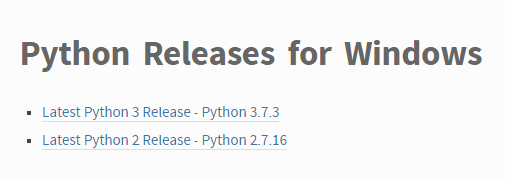 Python Releases for Windows
Latest Python 3 Release - Python 3.7.3
Latest Python 2 Release - Python 2.7.16